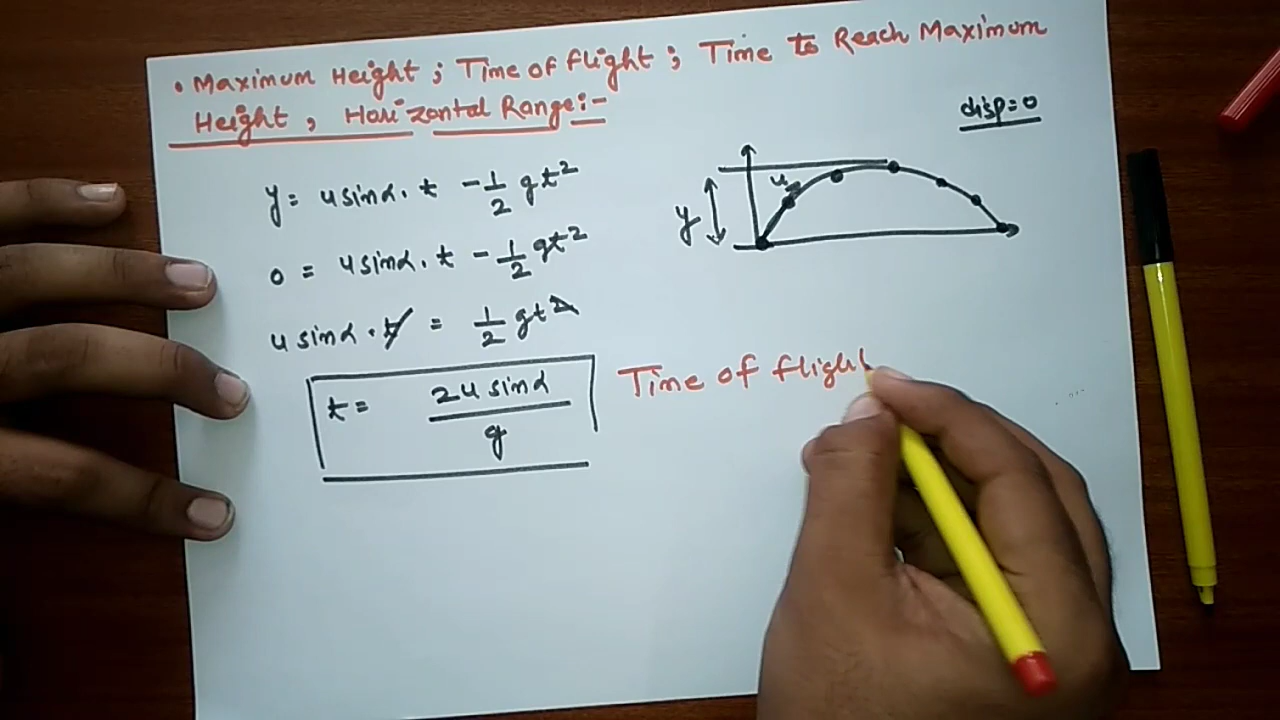 • Maximum Height ; Time of flight ; Time to Reach Maximum
Height , Horizontal Range:-
disp=0
y= u sinα. t - 1/2 gt²
u
y
0 = u sinα. t - 1/2 gt²
u sinα . t = 1/2 gt²
t= 2u sinα / g
Time of flight